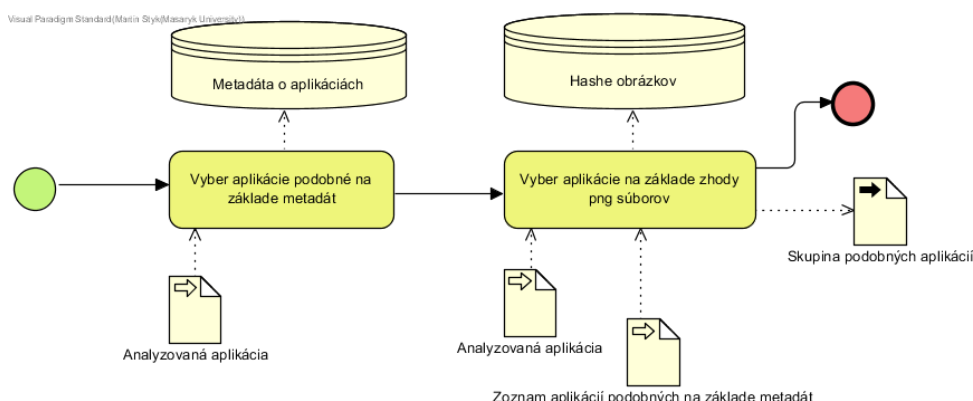 Visual Paradigm Standard(Martin Styk(Masaryk University))
Metadáta o aplikáciách
Hashe obrázkov
Vyber aplikácie podobné na
základe metadát
Vyber aplikácie na základe zhody
png súborov
Skupina podobných aplikácií
Analyzovaná aplikácia
Analyzovaná aplikácia
Zoznam aplikácií podobných na základe metadát